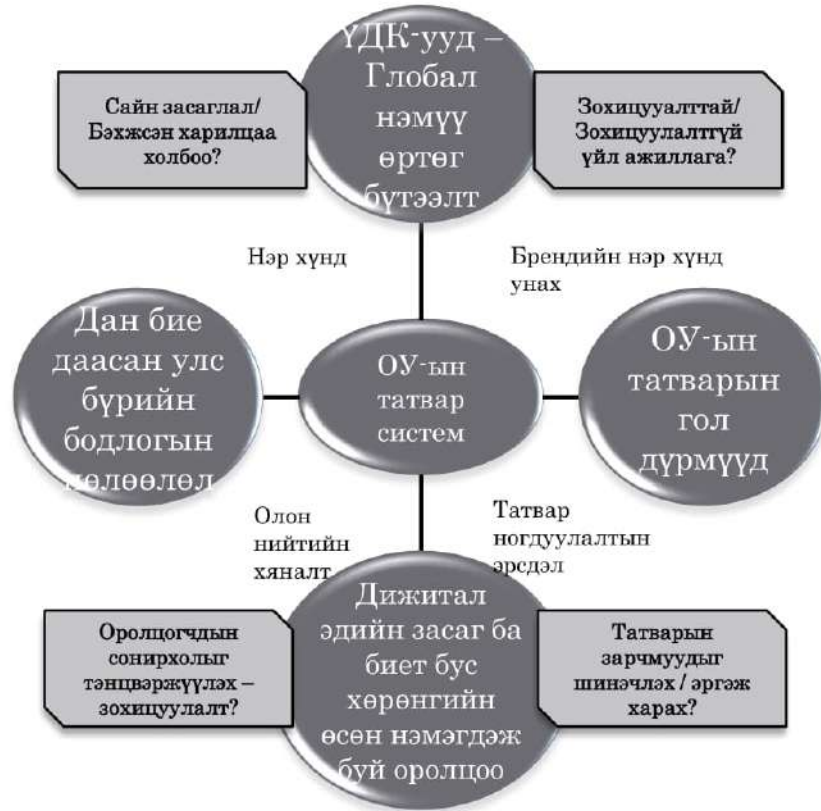 ҮДК-ууд –
Глобал
нэмүү
өртөг
бүтээлт
Сайн засаглал/
Бэхжсэн харилцаа
холбоо?
Зохицууалттай/
Зохицуулалтгүй
үйл ажиллага?
Нэр хүнд
Брендийн нэр хүнд
унах
Дан бие
даасан улс
бүрийн
бодлогын
нөлөөлөл
ОУ-ын
татвар
систем
ОУ-ын
татварын
гол
дүрмүүд
Олон
нийтийн
хяналт
Татвар
ногдуулалтын
эрсдэл
Дижитал
эдийн засаг ба
биет бус
хөрөнгийн
өсөн нэмэгдэж
буй оролцоо
Оролцогчдын
сонирхолыг
тэнцвэржүүлэх –
зохицуулалт?
Татварын
зарчмуудыг
шинэчлэх / эргэж
харах?